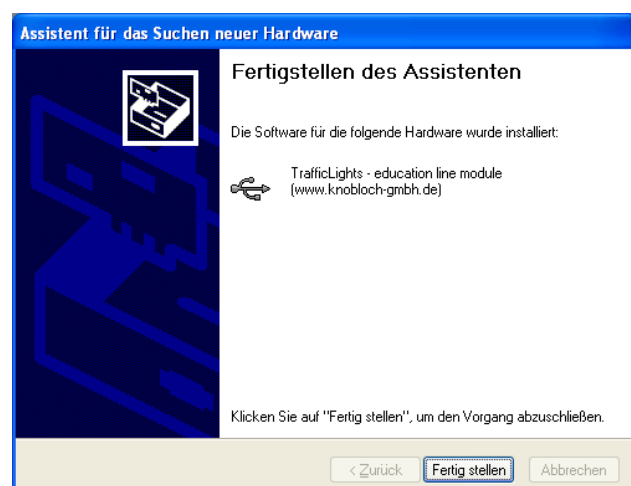 Assistent für das Suchen neuer Hardware
Fertigstellen des Assistenten
Die Software für die folgende Hardware wurde installiert:
TrafficLights - education line module
(www.knobloch-gmbh.de)
Klicken Sie auf "Fertig stellen", um den Vorgang abzuschließen.
< Zurück Fertig stellen Abbrechen